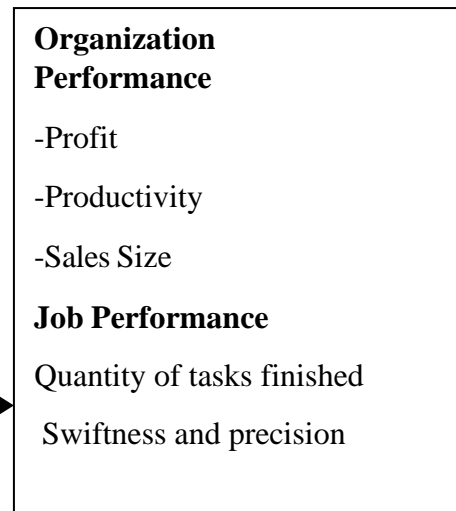 Organization
Performance
-Profit
-Productivity
-Sales Size
Job Performance
Quantity of tasks finished
Swiftness and precision